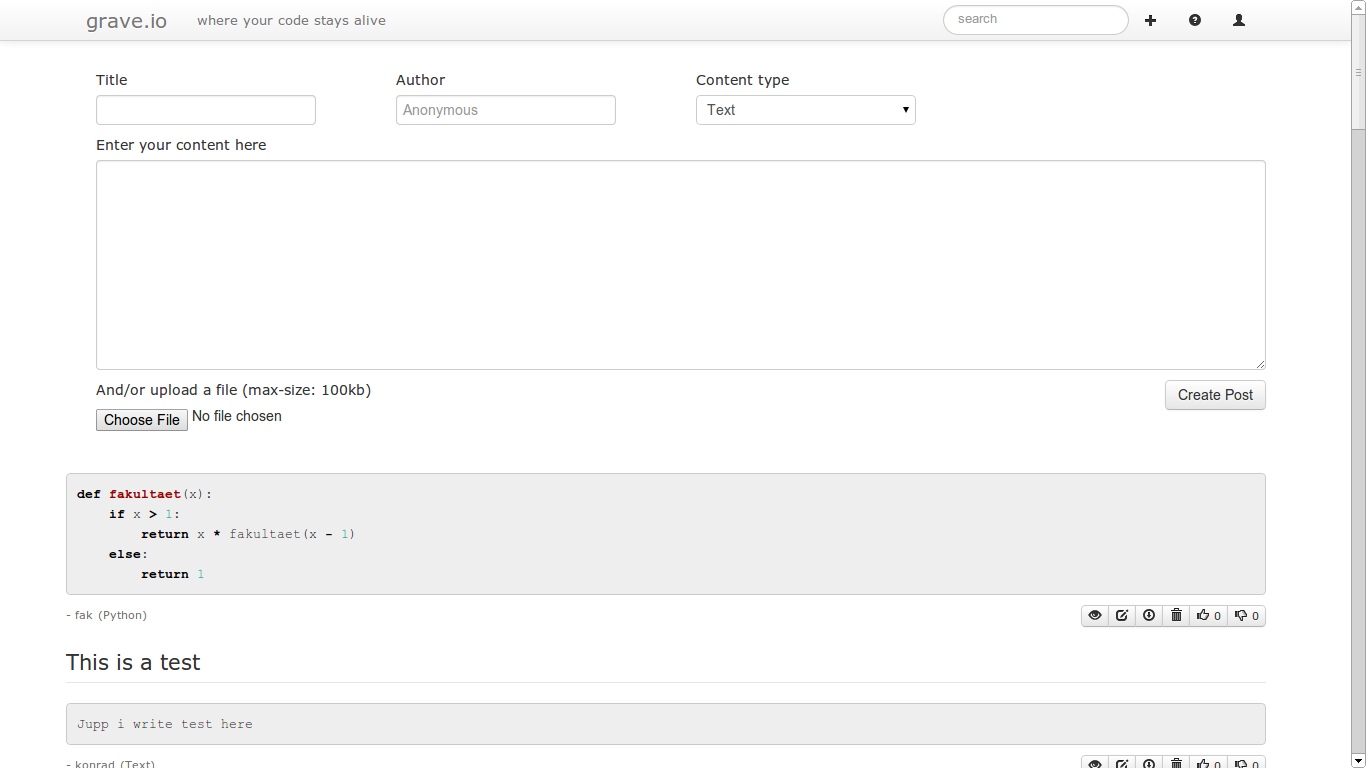 grave.io where your code stays alive search
Title Author Content type
Anonymous Text
Enter your content here
And/or upload a file (max-size: 100kb) Create Post
Choose File No file chosen
def fakultaet(x):
    if x > 1:
        return x * fakultaet(x - 1)
    else:
        return 1
- fak (Python) 0 0
This is a test
Jupp i write test here
- konrad (Text) 0 0